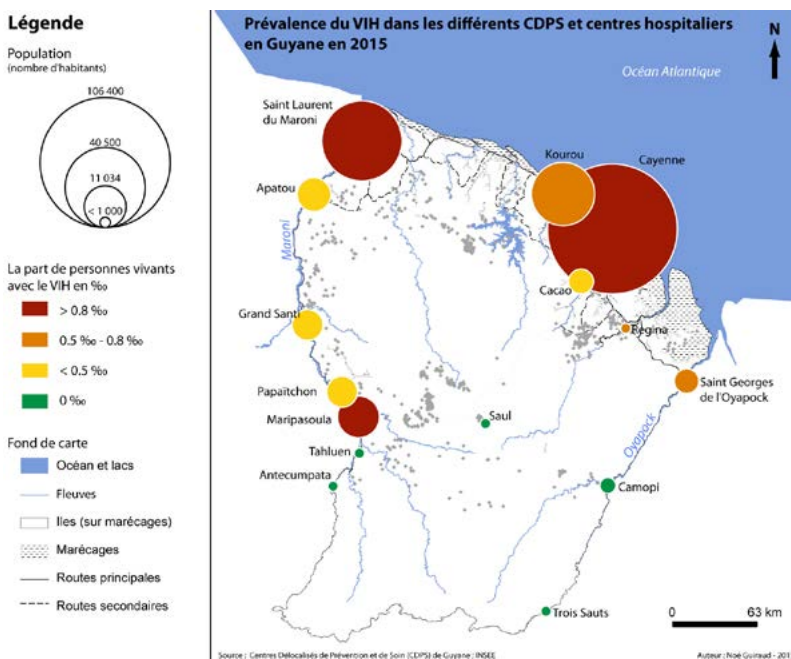 Légende
Population
(nombre d'habitants)
106 400
40 500
11 034
< 1 000
La part de personnes vivants
avec le VIH en ‰
> 0.8 ‰
0.5 ‰ - 0.8 ‰
< 0.5 ‰
0 ‰
Fond de carte
Océan et lacs
Fleuves
Iles (sur marécages)
Marécages
Routes principales
Routes secondaires
Prévalence du VIH dans les différents CDPS et centres hospitaliers
en Guyane en 2015
N
Océan Atlantique
Saint Laurent
du Maroni
Kourou
Cayenne
Apatou
Maroni
Cacao
Grand Santi
Régina
Papaïtchon
Saint Georges
de l'Oyapock
Maripasoula
Saul
Oyapock
Tahluen
Antecumpata
Camopi
Trois Sauts
0
63 km
Source : Centres Délocalisés de Prévention et de Soin (CDPS) de Guyane ; INSEE
Auteur : Noé Guiraud -